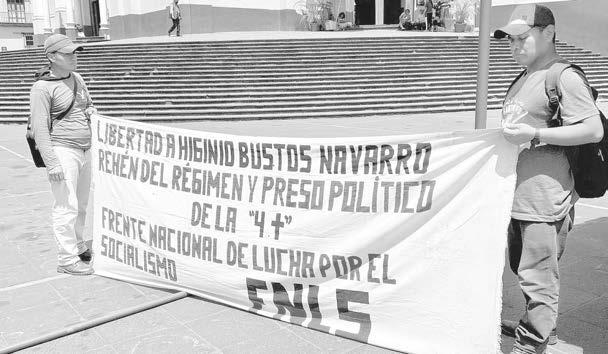 LIBERTAD A HIGINIO BUSTOS NAVARRO
REHÉN DEL RÉGIMEN Y PRESO POLÍTICO
DE LA "4t"
FRENTE NACIONAL DE LUCHA POR EL
SOCIALISMO
FNLS